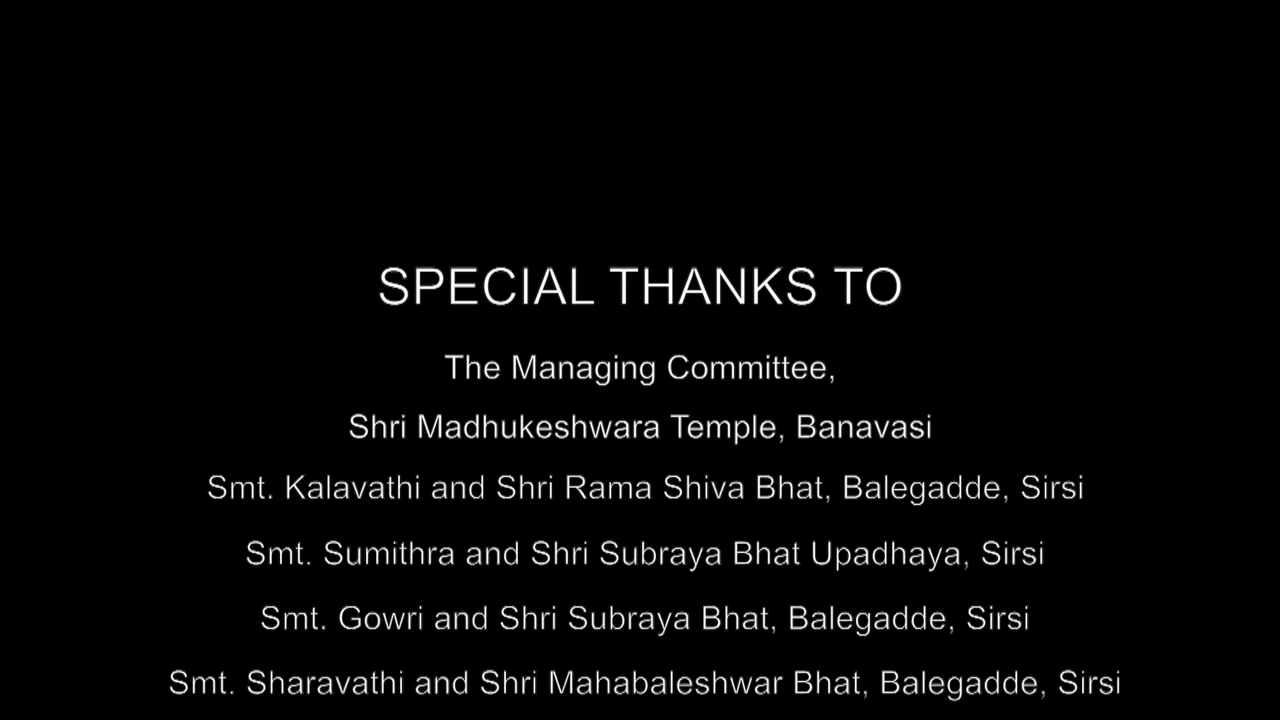 SPECIAL THANKS TO
The Managing Committee,
Shri Madhukeshwara Temple, Banavasi
Smt. Kalavathi and Shri Rama Shiva Bhat, Balegadde, Sirsi
Smt. Sumithra and Shri Subraya Bhat Upadhaya, Sirsi
Smt. Gowri and Shri Subraya Bhat, Balegadde, Sirsi
Smt. Sharavathi and Shri Mahabaleshwar Bhat, Balegadde, Sirsi